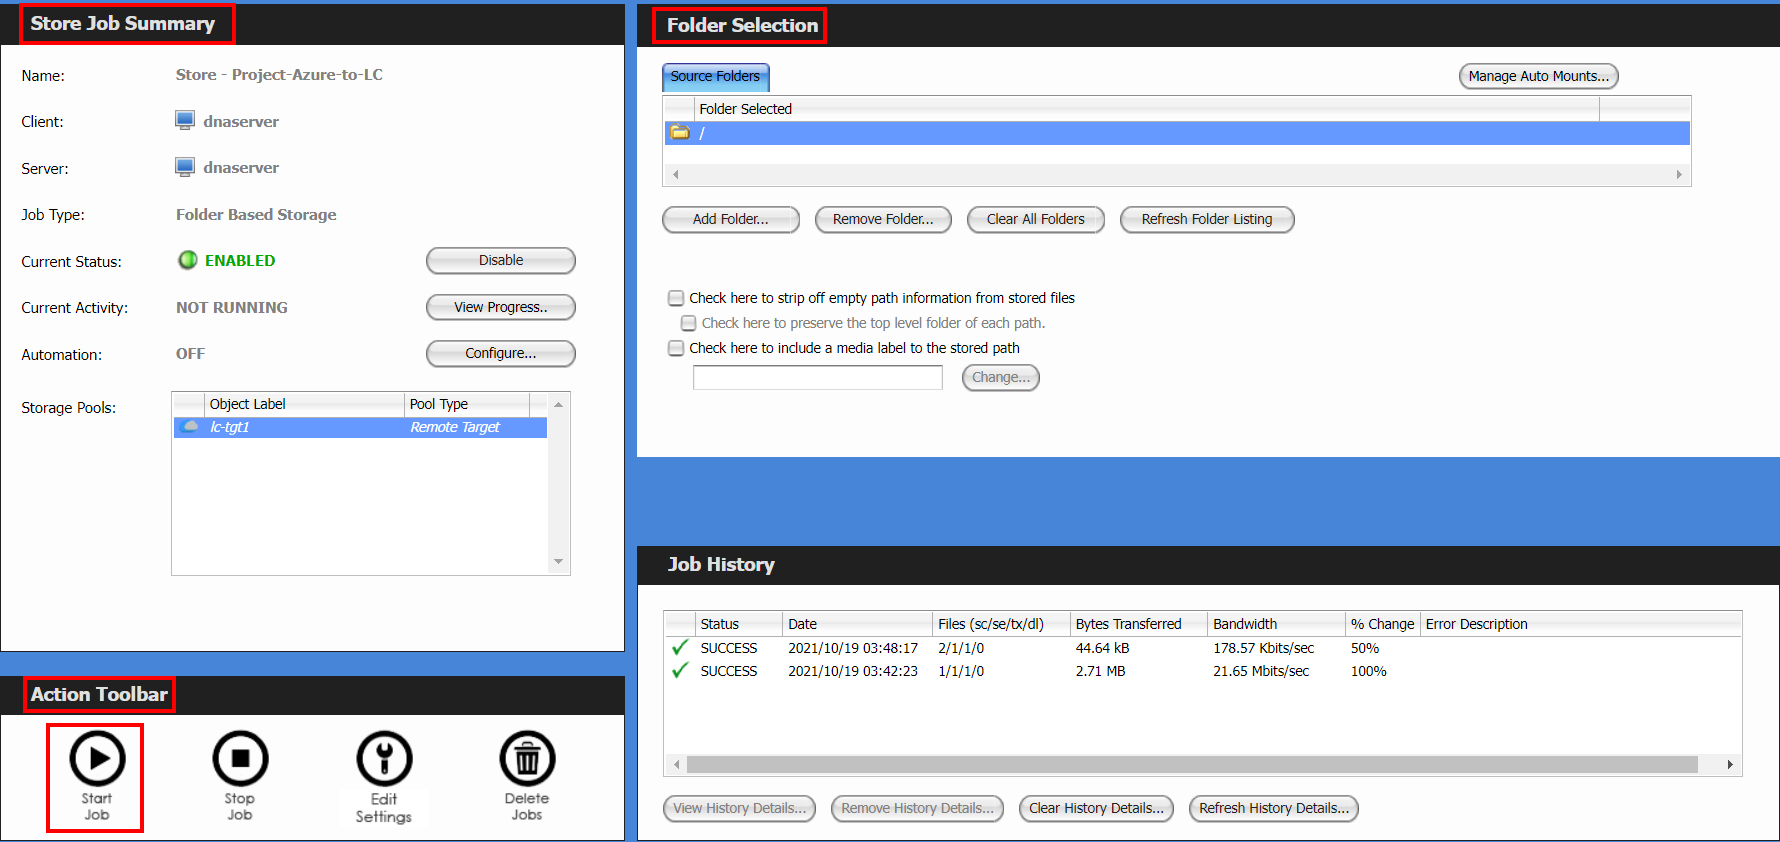 Store Job Summary
Name: Store - Project-Azure-to-LC
Client: dnaserver
Server: dnaserver
Job Type: Folder Based Storage
Current Status: ENABLED Disable
Current Activity: NOT RUNNING View Progress..
Automation: OFF Configure...
Storage Pools:
Object Label Pool Type
lc-tgt1 Remote Target
Action Toolbar
Start Job
Stop Job
Edit Settings
Delete Jobs
Folder Selection
Source Folders Manage Auto Mounts...
Folder Selected
/
Add Folder... Remove Folder... Clear All Folders Refresh Folder Listing
Check here to strip off empty path information from stored files
Check here to preserve the top level folder of each path.
Check here to include a media label to the stored path
Change...
Job History
Status Date Files (sc/se/tx/dl) Bytes Transferred Bandwidth % Change Error Description
SUCCESS 2021/10/19 03:48:17 2/1/1/0 44.64 kB 178.57 Kbits/sec 50%
SUCCESS 2021/10/19 03:42:23 1/1/1/0 2.71 MB 21.65 Mbits/sec 100%
View History Details... Remove History Details... Clear History Details... Refresh History Details...